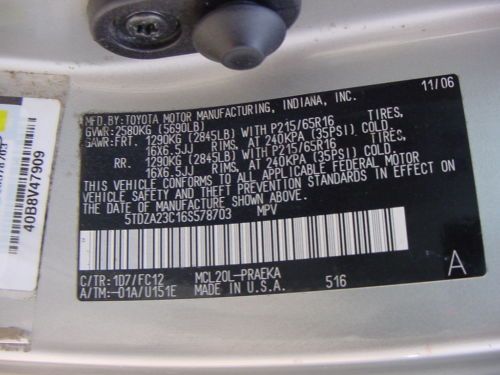 MFD. BY: TOYOTA MOTOR MANUFACTURING, INDIANA, INC. 11/06
GVWR: 2580KG (5690LB)
GAWR: FRT. 1290KG (2845LB) WITH P215/65R16 TIRES,
16X6.5JJ RIMS, AT 240KPA (35PSI) COLD
RR. 1290KG (2845LB) WITH P215/65R16 TIRES,
16X6.5JJ RIMS, AT 240KPA (35PSI) COLD
THIS VEHICLE CONFORMS TO ALL APPLICABLE FEDERAL MOTOR
VEHICLE SAFETY AND THEFT PREVENTION STANDARDS IN EFFECT ON
THE DATE OF MANUFACTURE SHOWN ABOVE.
5TDZA23C16S578703 MPV
C/TR: 1D7/FC12 MCL20L-PRAEKA A
A/TM: -01A/U151E MADE IN U.S.A. 516
40B8V47909